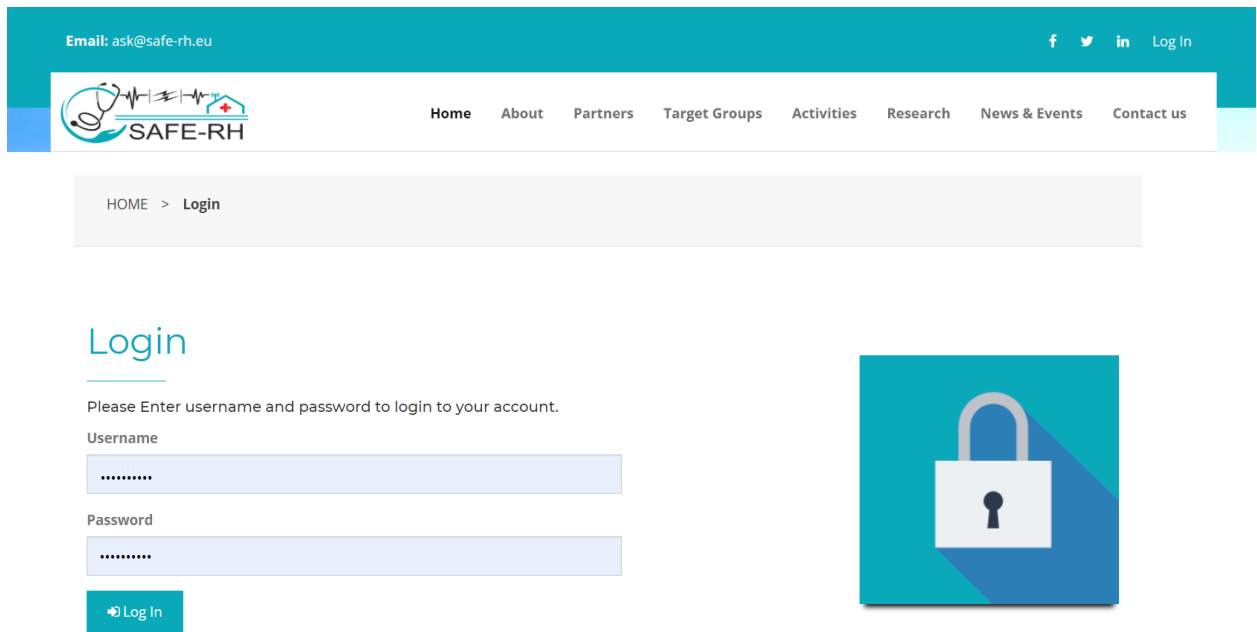 Email: ask@safe-rh.eu Log In
SAFE-RH
Home About Partners Target Groups Activities Research News & Events Contact us
HOME > Login
Login
Please Enter username and password to login to your account.
Username
••••••••••
Password
••••••••••
Log In